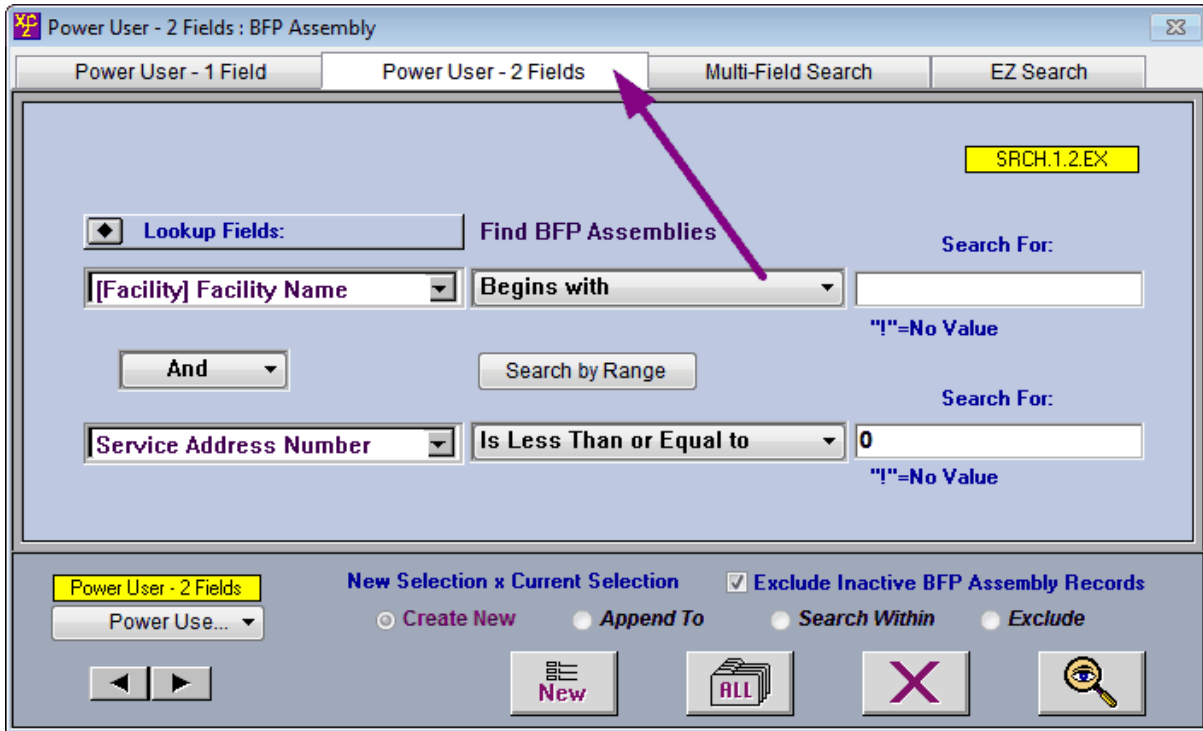 XC2
Power User - 2 Fields : BFP Assembly
Power User - 1 Field
Power User - 2 Fields
Multi-Field Search
EZ Search
SRCH.1.2.EX
Lookup Fields:
Find BFP Assemblies
Search For:
[Facility] Facility Name
Begins with
"!"=No Value
And
Search by Range
Search For:
Service Address Number
Is Less Than or Equal to
0
"!"=No Value
Power User - 2 Fields
New Selection x Current Selection
Exclude Inactive BFP Assembly Records
Power Use...
Create New
Append To
Search Within
Exclude
New
ALL